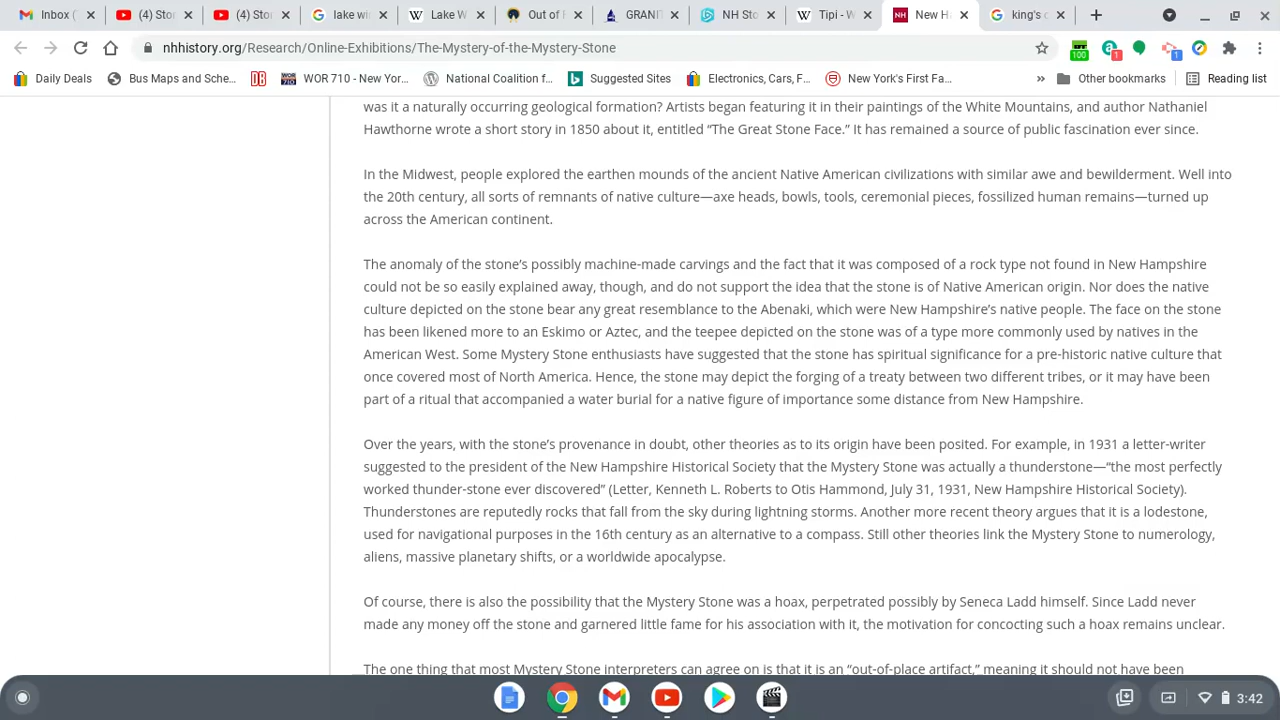 Inbox (
(4) Stor
(4) Stor
lake win
Lake W
Out of P
GRANIT
NH Sto
Tipi - W
New H
king's c
nhhistory.org/Research/Online-Exhibitions/The-Mystery-of-the-Mystery-Stone
100
1
1
Daily Deals
Bus Maps and Sche...
DB
WOR 710 - New Yor...
National Coalition f...
Suggested Sites
Electronics, Cars, F...
New York's First Fa...
»
Other bookmarks
Reading list
was it a naturally occurring geological formation? Artists began featuring it in their paintings of the White Mountains, and author Nathaniel
Hawthorne wrote a short story in 1850 about it, entitled “The Great Stone Face.” It has remained a source of public fascination ever since.
In the Midwest, people explored the earthen mounds of the ancient Native American civilizations with similar awe and bewilderment. Well into
the 20th century, all sorts of remnants of native culture—axe heads, bowls, tools, ceremonial pieces, fossilized human remains—turned up
across the American continent.
The anomaly of the stone’s possibly machine-made carvings and the fact that it was composed of a rock type not found in New Hampshire
could not be so easily explained away, though, and do not support the idea that the stone is of Native American origin. Nor does the native
culture depicted on the stone bear any great resemblance to the Abenaki, which were New Hampshire’s native people. The face on the stone
has been likened more to an Eskimo or Aztec, and the teepee depicted on the stone was of a type more commonly used by natives in the
American West. Some Mystery Stone enthusiasts have suggested that the stone has spiritual significance for a pre-historic native culture that
once covered most of North America. Hence, the stone may depict the forging of a treaty between two different tribes, or it may have been
part of a ritual that accompanied a water burial for a native figure of importance some distance from New Hampshire.
Over the years, with the stone’s provenance in doubt, other theories as to its origin have been posited. For example, in 1931 a letter-writer
suggested to the president of the New Hampshire Historical Society that the Mystery Stone was actually a thunderstone—“the most perfectly
worked thunder-stone ever discovered” (Letter, Kenneth L. Roberts to Otis Hammond, July 31, 1931, New Hampshire Historical Society).
Thunderstones are reputedly rocks that fall from the sky during lightning storms. Another more recent theory argues that it is a lodestone,
used for navigational purposes in the 16th century as an alternative to a compass. Still other theories link the Mystery Stone to numerology,
aliens, massive planetary shifts, or a worldwide apocalypse.
Of course, there is also the possibility that the Mystery Stone was a hoax, perpetrated possibly by Seneca Ladd himself. Since Ladd never
made any money off the stone and garnered little fame for his association with it, the motivation for concocting such a hoax remains unclear.
The one thing that most Mystery Stone interpreters can agree on is that it is an “out-of-place artifact,” meaning it should not have been
3:42